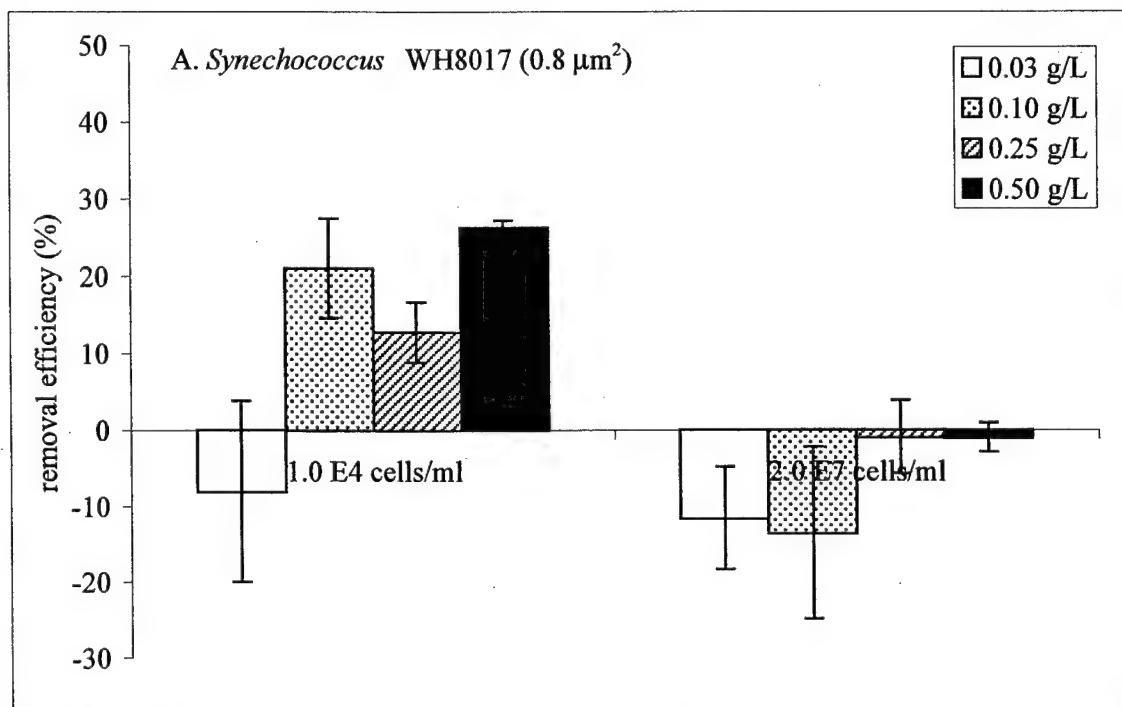 A. Synechococcus WH8017 (0.8 μm²)
0.03 g/L
0.10 g/L
0.25 g/L
0.50 g/L
removal efficiency (%)
50
40
30
20
10
0
-10
-20
-30
1.0 E4 cells/ml
2.0 E7 cells/ml